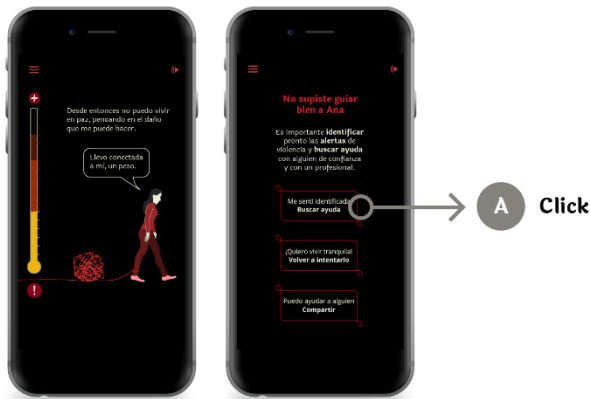 Desde entonces no puedo vivir
en paz, pensando en el daño
que me puede hacer.
Llevo conectada
a mí, un peso.
No supiste guiar
bien a Ana
Es importante identificar
pronto las alertas de
violencia y buscar ayuda
con alguien de confianza
y con un profesional.
Me sentí identificada
Buscar ayuda
¡Quiero vivir tranquila!
Volver a intentarlo
Puedo ayudar a alguien
Compartir
A
Click